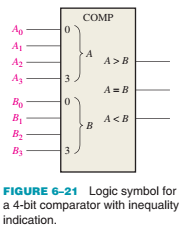 COMP
A0 0
A1
A
A2 A > B
A3 3
A = B
B0 0
B1 A < B
B
B2
B3 3
FIGURE 6–21 Logic symbol for
a 4-bit comparator with inequality
indication.